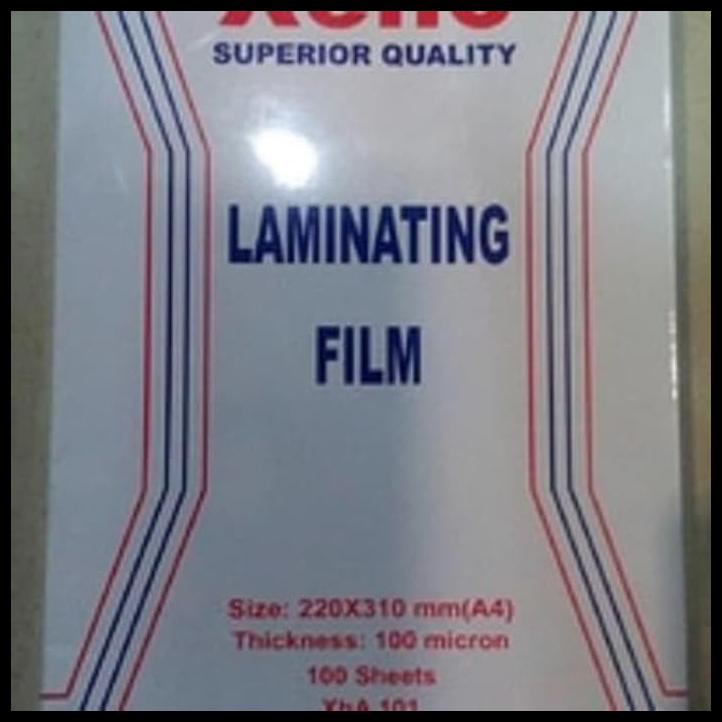 SUPERIOR QUALITY
LAMINATING
FILM
Size: 220X310 mm(A4)
Thickness: 100 micron
100 Sheets